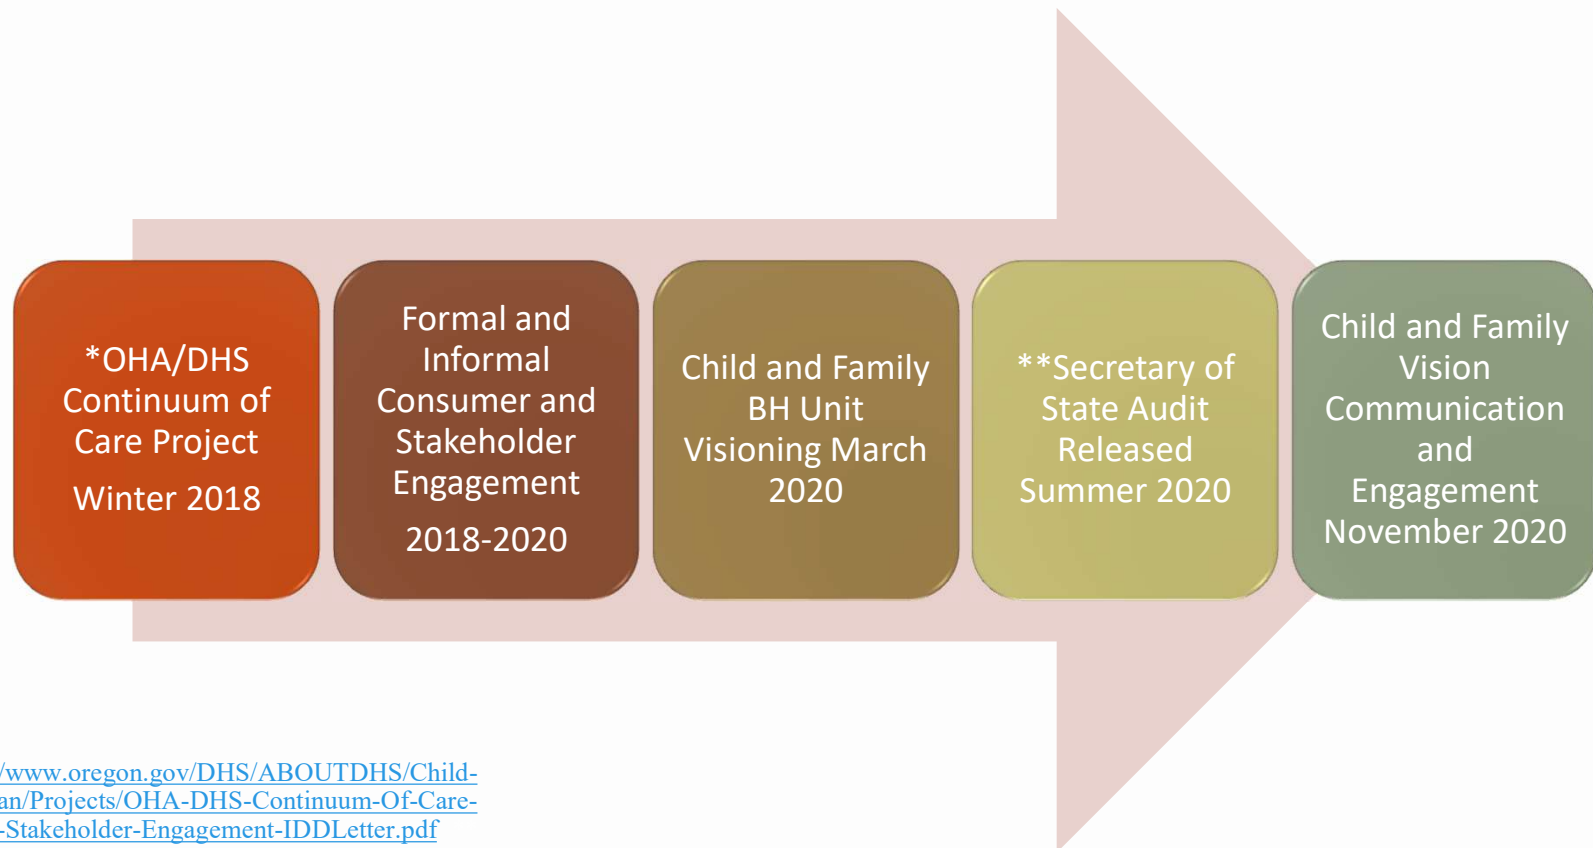 *OHA/DHS
Continuum of
Care Project
Winter 2018
Formal and
Informal
Consumer and
Stakeholder
Engagement
2018-2020
Child and Family
BH Unit
Visioning March
2020
**Secretary of
State Audit
Released
Summer 2020
Child and Family
Vision
Communication
and
Engagement
November 2020
/www.oregon.gov/DHS/ABOUTDHS/Child-
an/Projects/OHA-DHS-Continuum-Of-Care-
-Stakeholder-Engagement-IDDLetter.pdf